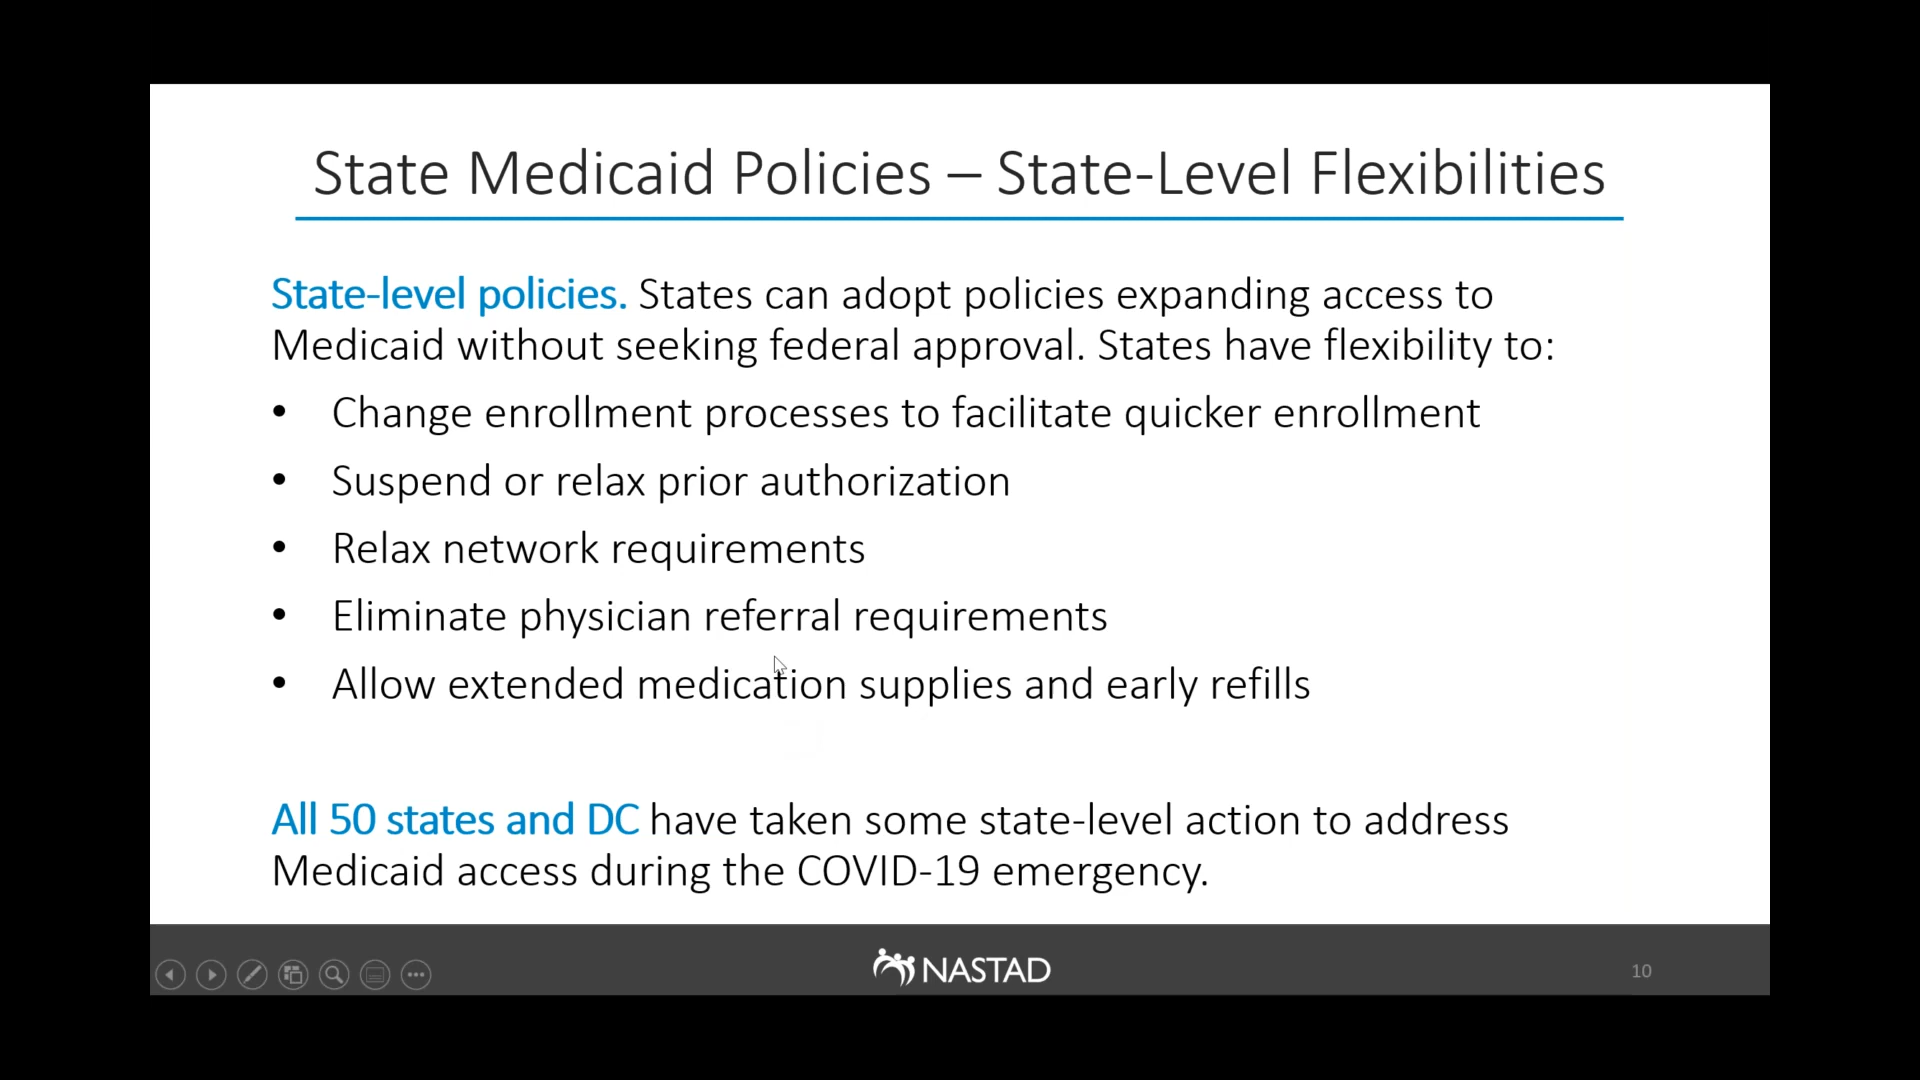 State Medicaid Policies – State-Level Flexibilities
State-level policies. States can adopt policies expanding access to
Medicaid without seeking federal approval. States have flexibility to:
• Change enrollment processes to facilitate quicker enrollment
• Suspend or relax prior authorization
• Relax network requirements
• Eliminate physician referral requirements
• Allow extended medication supplies and early refills
All 50 states and DC have taken some state-level action to address
Medicaid access during the COVID-19 emergency.
NASTAD
10